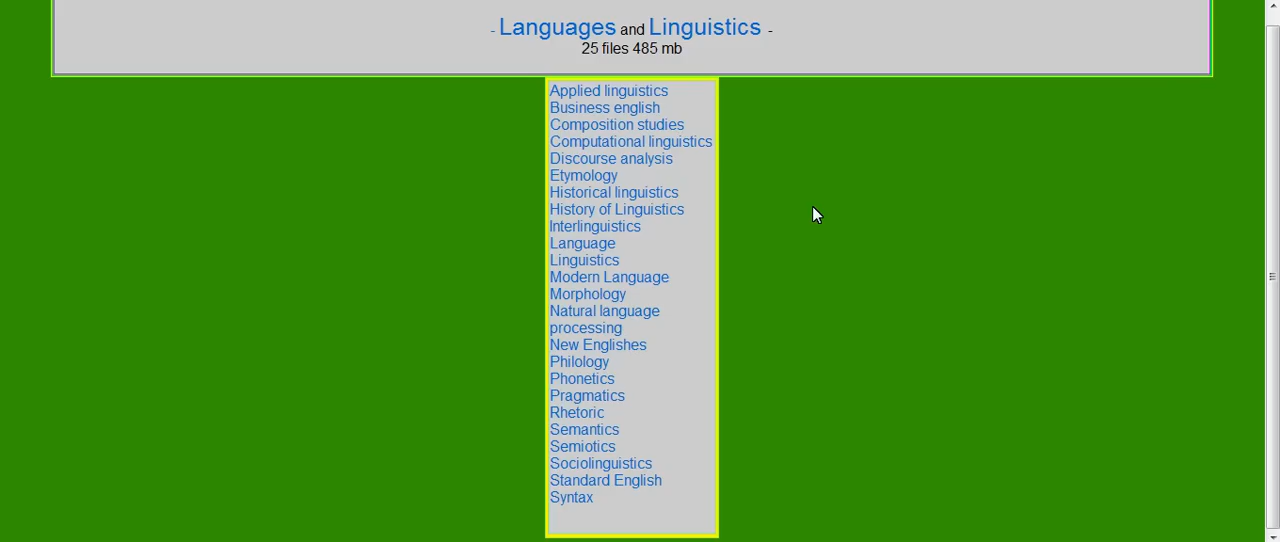 - Languages and Linguistics -
25 files 485 mb
Applied linguistics
Business english
Composition studies
Computational linguistics
Discourse analysis
Etymology
Historical linguistics
History of Linguistics
Interlinguistics
Language
Linguistics
Modern Language
Morphology
Natural language
processing
New Englishes
Philology
Phonetics
Pragmatics
Rhetoric
Semantics
Semiotics
Sociolinguistics
Standard English
Syntax